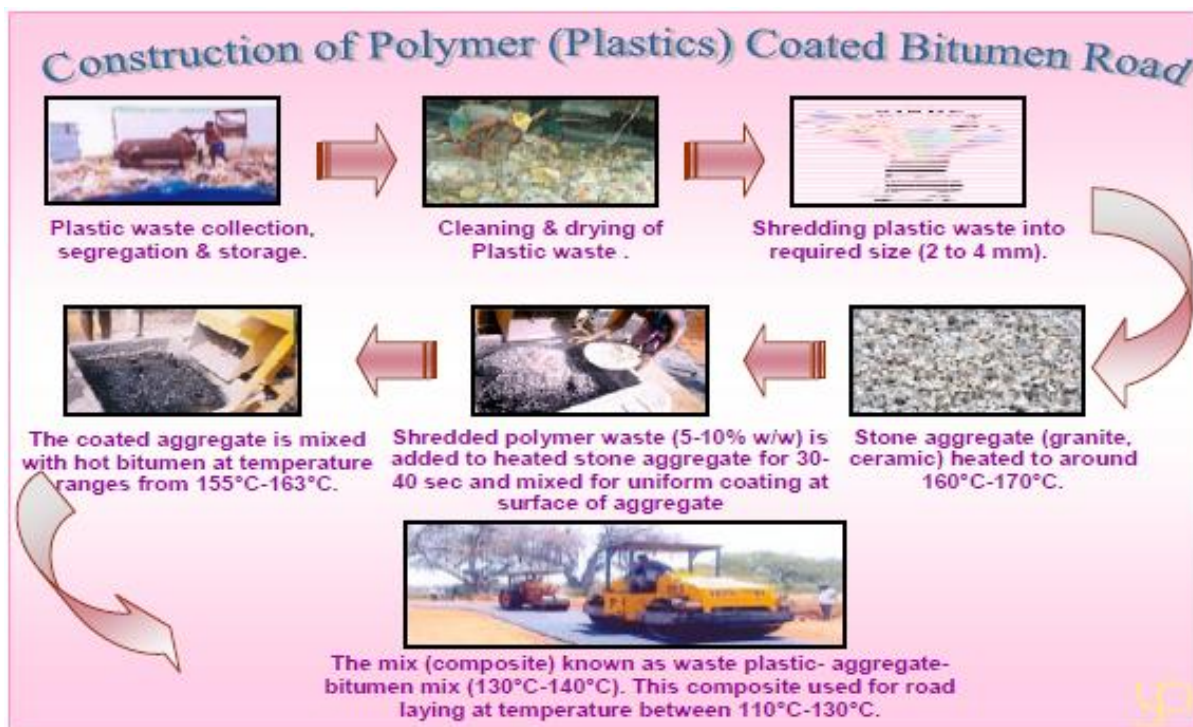 Construction of Polymer (Plastics) Coated Bitumen Road
Plastic waste collection,
segregation & storage.
Cleaning & drying of
Plastic waste .
Shredding plastic waste into
required size (2 to 4 mm).
Stone aggregate (granite,
ceramic) heated to around
160°C-170°C.
Shredded polymer waste (5-10% w/w) is
added to heated stone aggregate for 30-
40 sec and mixed for uniform coating at
surface of aggregate
The coated aggregate is mixed
with hot bitumen at temperature
ranges from 155°C-163°C.
The mix (composite) known as waste plastic- aggregate-
bitumen mix (130°C-140°C). This composite used for road
laying at temperature between 110°C-130°C.